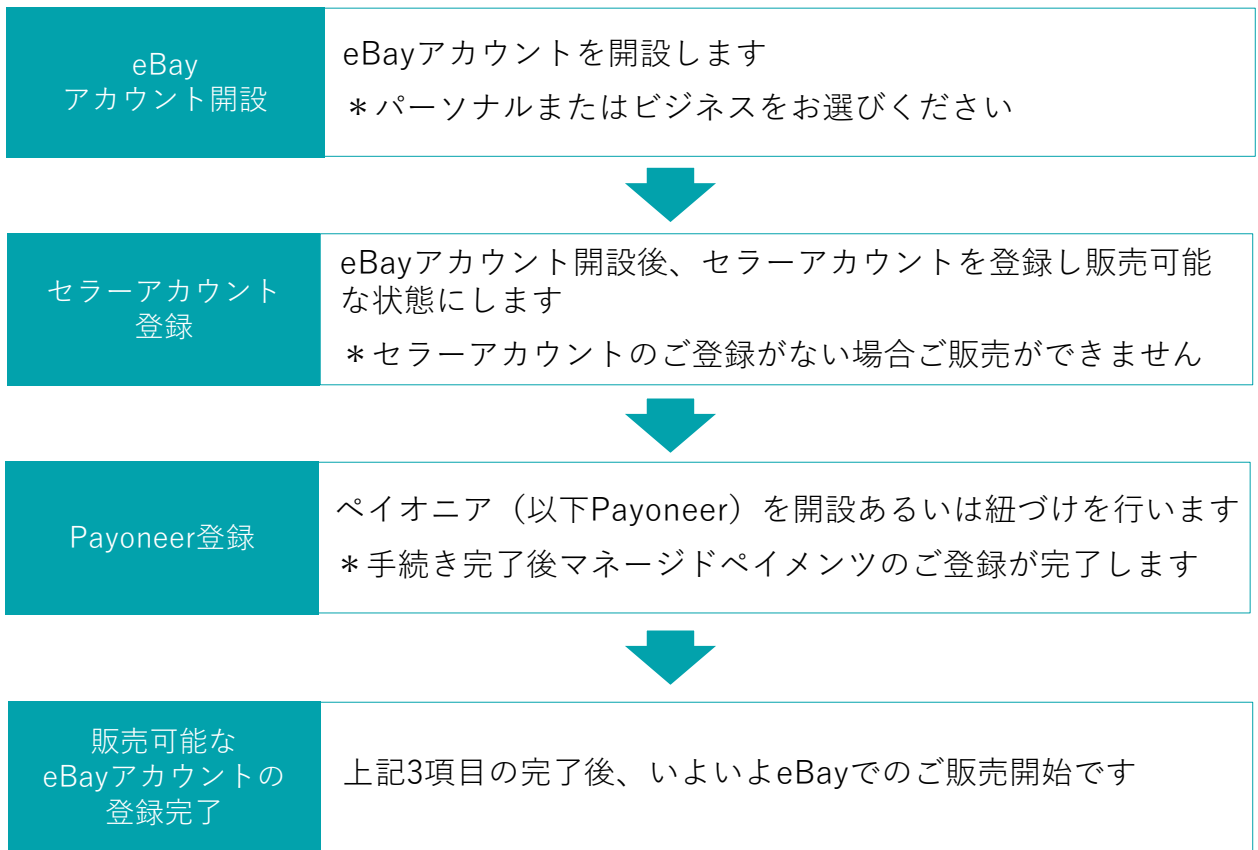 eBay
アカウント開設
eBayアカウントを開設します
＊パーソナルまたはビジネスをお選びください
セラーアカウント
登録
eBayアカウント開設後、セラーアカウントを登録し販売可能
な状態にします
＊セラーアカウントのご登録がない場合ご販売ができません
Payoneer登録
ペイオニア（以下Payoneer）を開設あるいは紐づけを行います
＊手続き完了後マネージドペイメンツのご登録が完了します
販売可能な
eBayアカウントの
登録完了
上記3項目の完了後、いよいよeBayでのご販売開始です